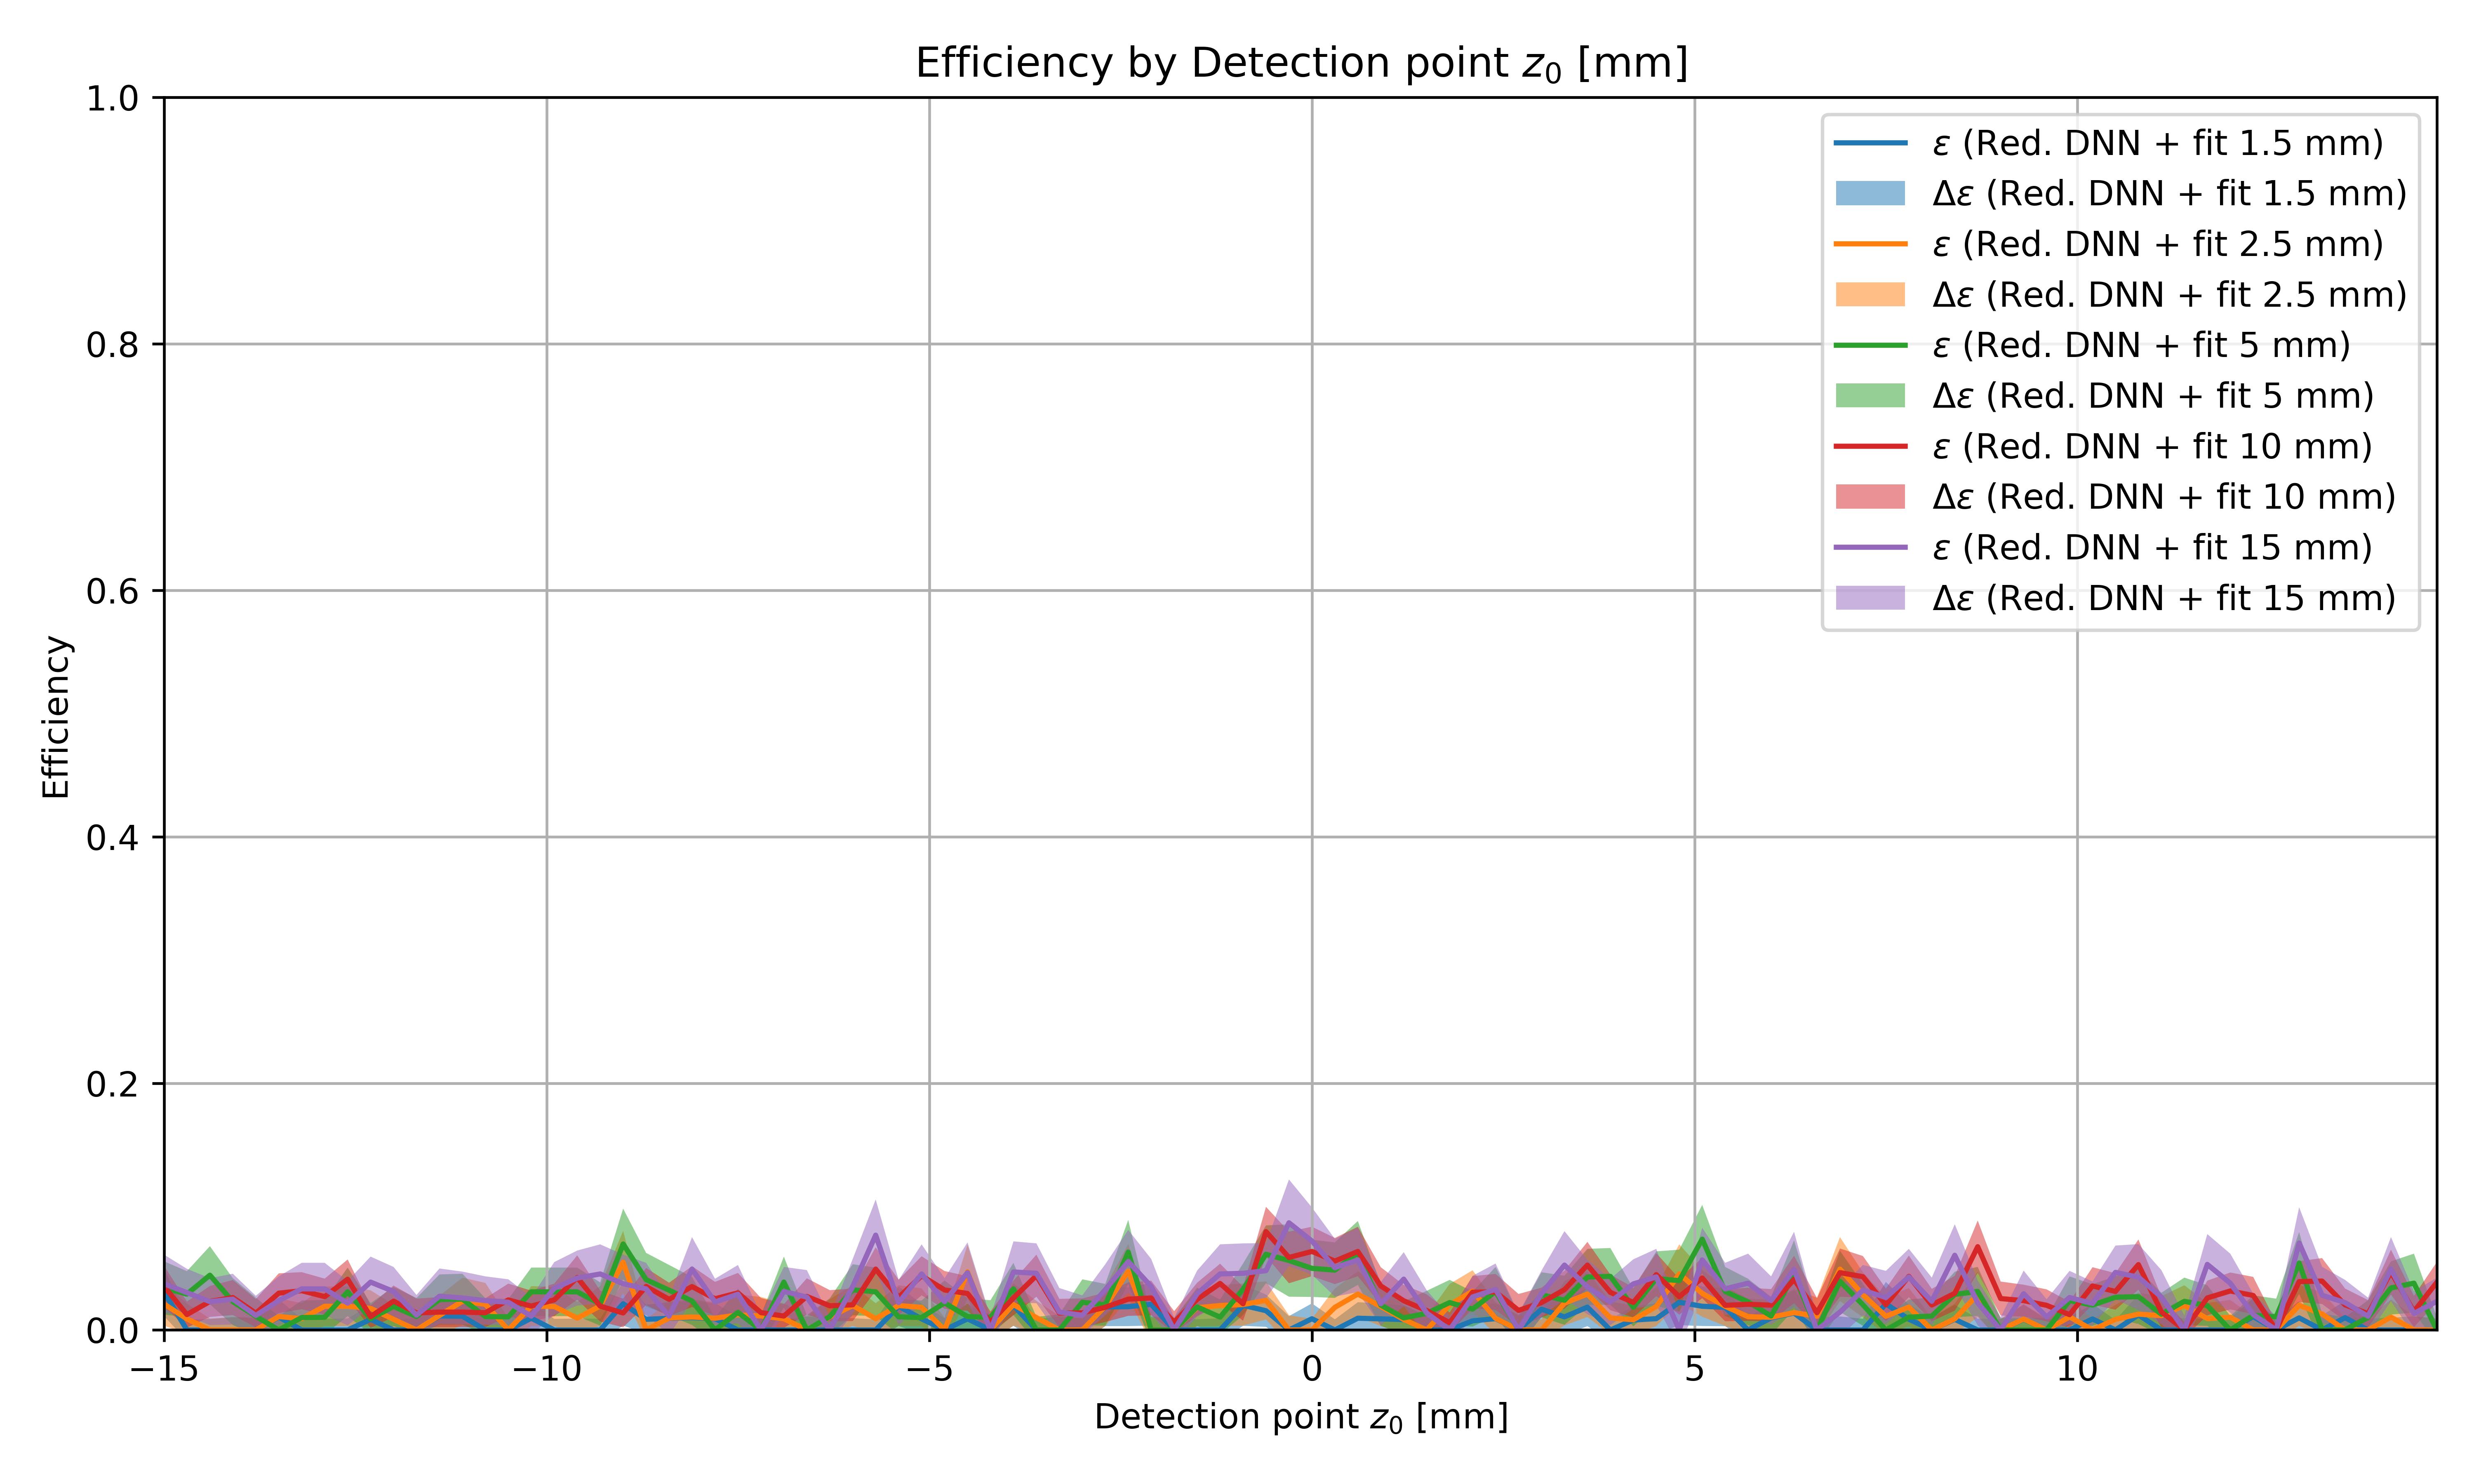 Efficiency by Detection point z₀ [mm]
1.0
0.8
0.6
0.4
0.2
0.0
Efficiency
ε (Red. DNN + fit 1.5 mm)
Δε (Red. DNN + fit 1.5 mm)
ε (Red. DNN + fit 2.5 mm)
Δε (Red. DNN + fit 2.5 mm)
ε (Red. DNN + fit 5 mm)
Δε (Red. DNN + fit 5 mm)
ε (Red. DNN + fit 10 mm)
Δε (Red. DNN + fit 10 mm)
ε (Red. DNN + fit 15 mm)
Δε (Red. DNN + fit 15 mm)
−15 −10 −5 0 5 10
Detection point z₀ [mm]